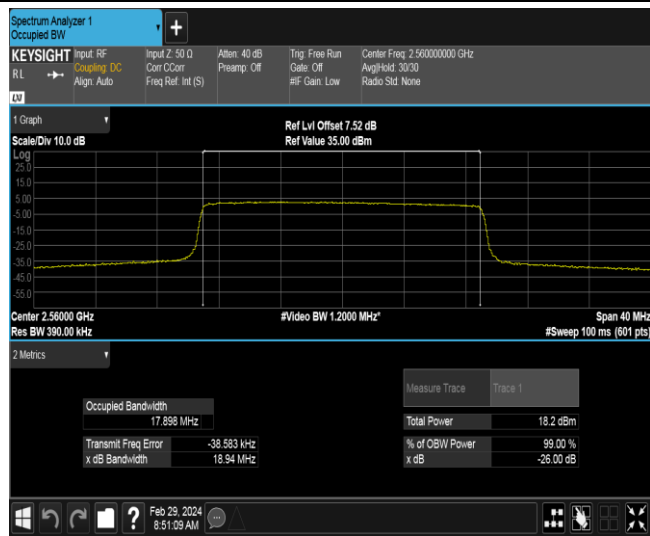 Spectrum Analyzer 1
Occupied BW
+
KEYSIGHT Input: RF Input Z: 50 Ω Atten: 40 dB Trig: Free Run Center Freq: 2.560000000 GHz
RL Coupling: DC Corr CCorr Preamp: Off Gate: Off Avg|Hold: 30/30
Align: Auto Freq Ref: Int (S) #IF Gain: Low Radio Std: None
LXI
1 Graph
Ref Lvl Offset 7.52 dB
Scale/Div 10.0 dB Ref Value 35.00 dBm
Log
25.0
15.0
5.00
-5.00
-15.0
-25.0
-35.0
-45.0
-55.0
Center 2.56000 GHz #Video BW 1.2000 MHz* Span 40 MHz
Res BW 390.00 kHz #Sweep 100 ms (601 pts)
2 Metrics
Measure Trace Trace 1
Occupied Bandwidth
17.898 MHz Total Power 18.2 dBm
Transmit Freq Error -38.583 kHz % of OBW Power 99.00 %
x dB Bandwidth 18.94 MHz x dB -26.00 dB
? Feb 29, 2024
8:51:09 AM